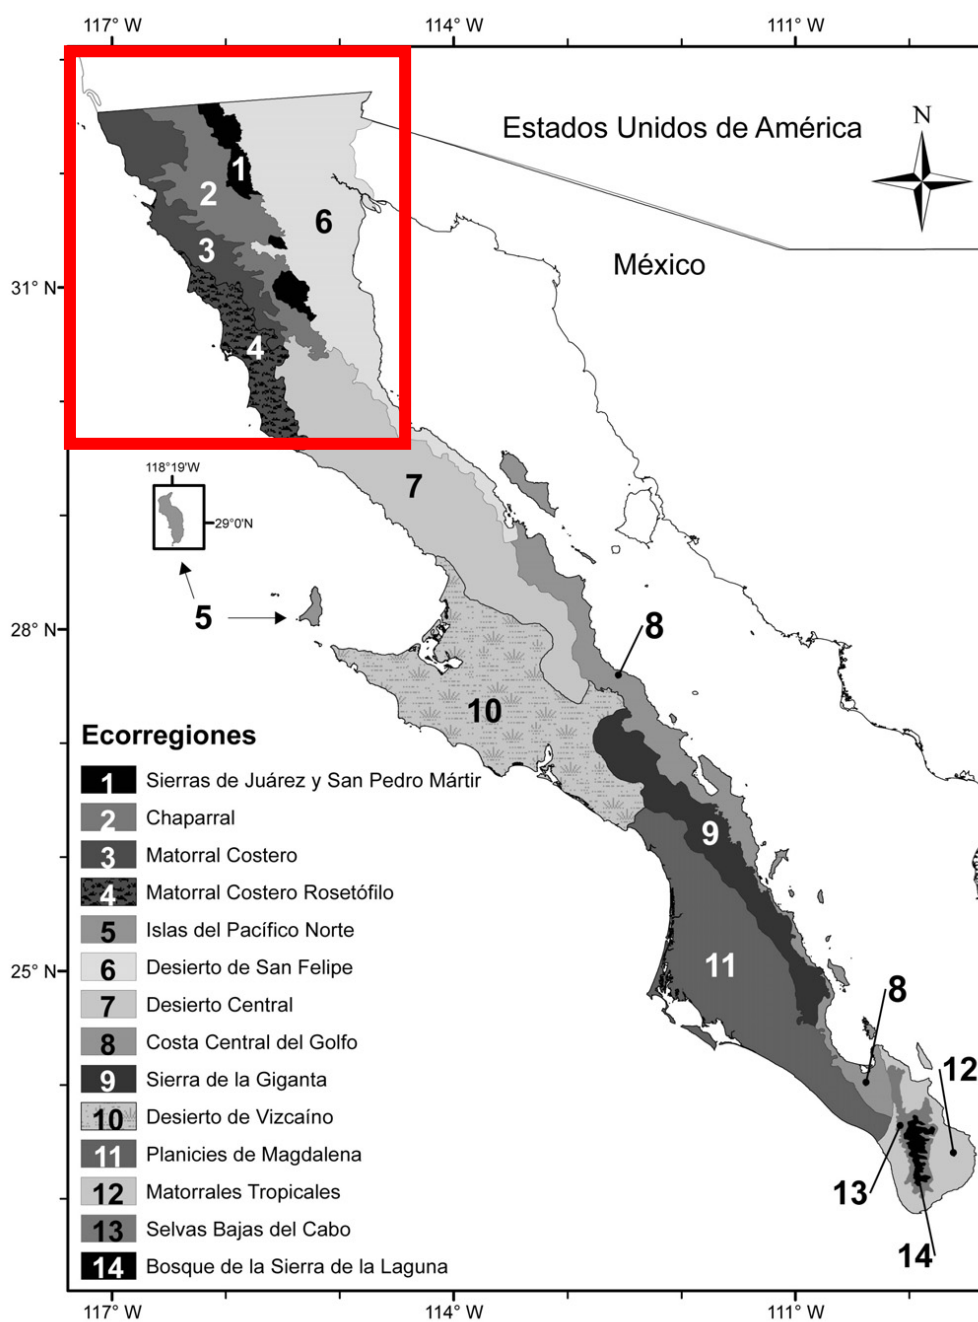 117° W 114° W 111° W
N
Estados Unidos de América
México
31° N
28° N
25° N
1
2
3
4
6
7
118°19'W
29°0'N
5
8
10
9
11
8
12
13
14
Ecorregiones
1 Sierras de Juárez y San Pedro Mártir
2 Chaparral
3 Matorral Costero
4 Matorral Costero Rosetófilo
5 Islas del Pacífico Norte
6 Desierto de San Felipe
7 Desierto Central
8 Costa Central del Golfo
9 Sierra de la Giganta
10 Desierto de Vizcaíno
11 Planicies de Magdalena
12 Matorrales Tropicales
13 Selvas Bajas del Cabo
14 Bosque de la Sierra de la Laguna
117° W 114° W 111° W